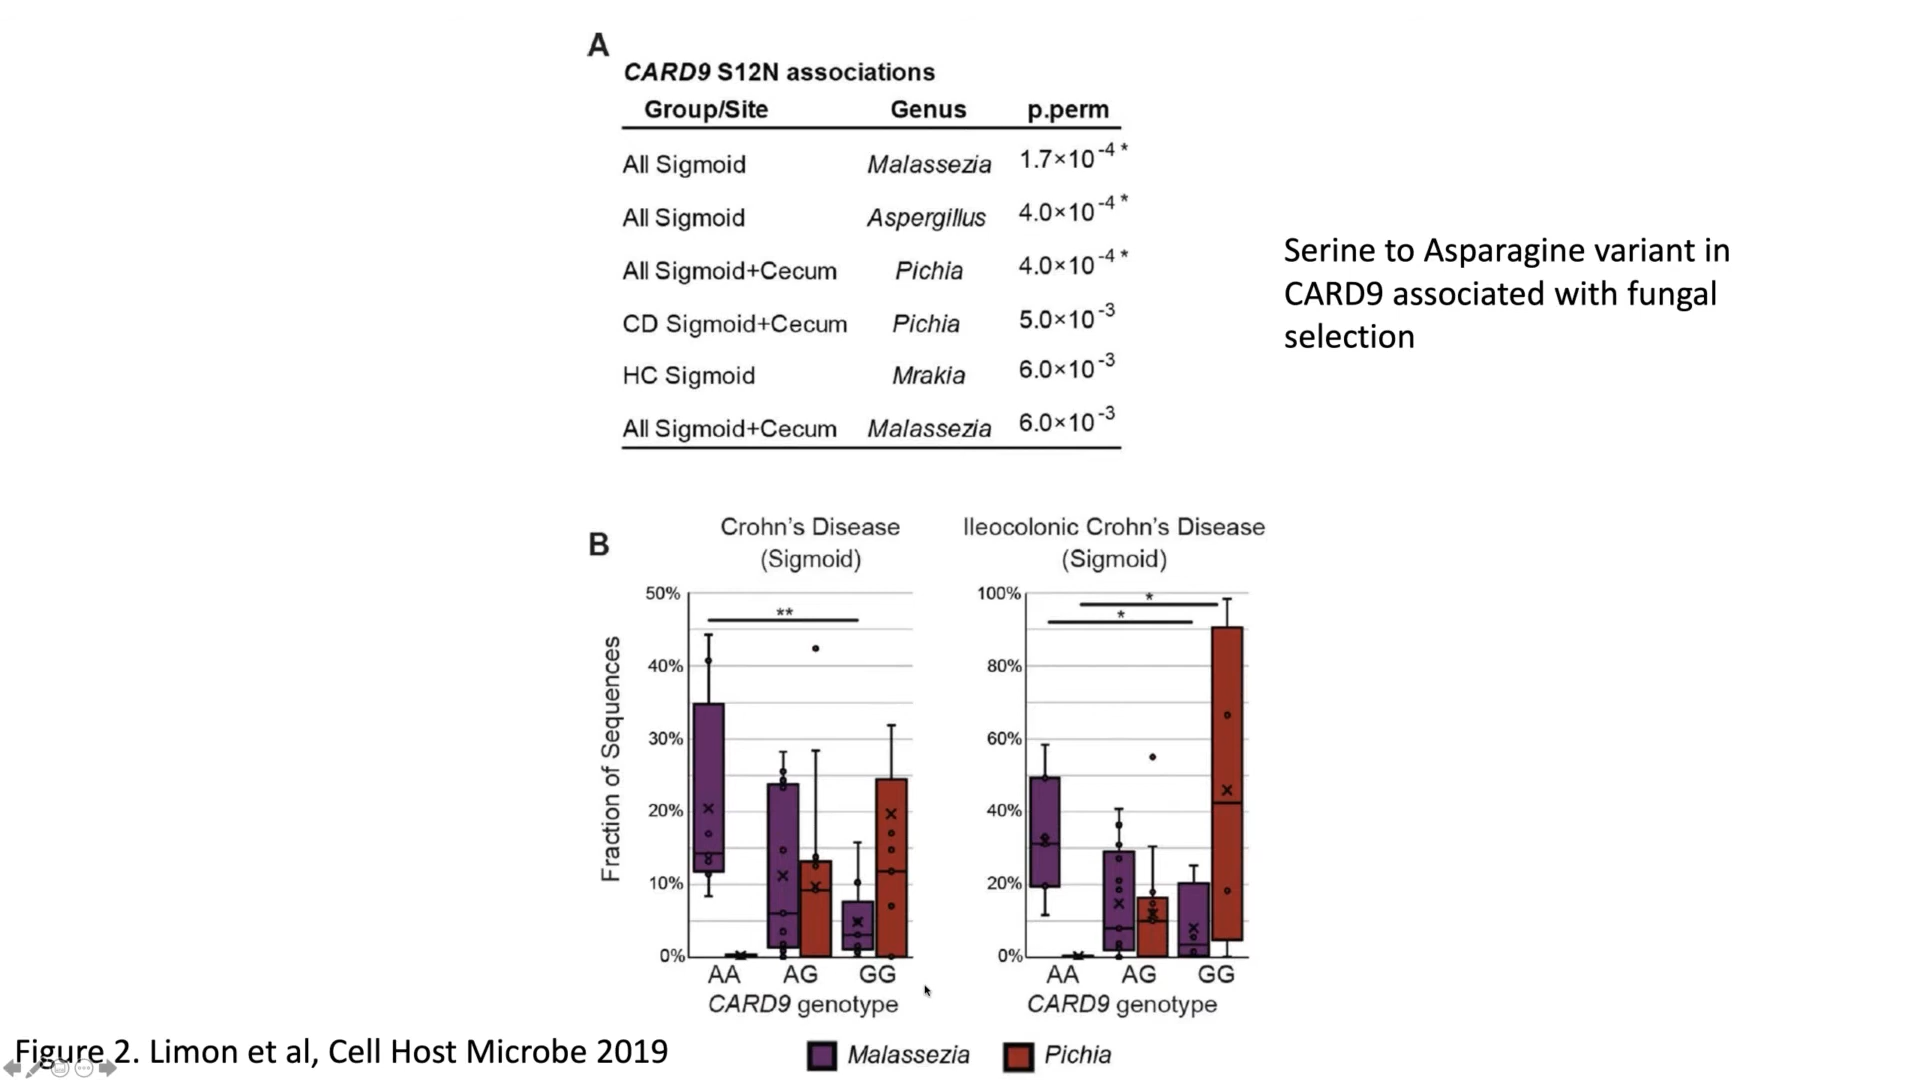 A
CARD9 S12N associations
Group/Site Genus p.perm
All Sigmoid Malassezia 1.7×10⁻⁴ *
All Sigmoid Aspergillus 4.0×10⁻⁴ *
All Sigmoid+Cecum Pichia 4.0×10⁻⁴ *
CD Sigmoid+Cecum Pichia 5.0×10⁻³
HC Sigmoid Mrakia 6.0×10⁻³
All Sigmoid+Cecum Malassezia 6.0×10⁻³
Serine to Asparagine variant in
CARD9 associated with fungal
selection
B
Crohn's Disease
(Sigmoid)
Fraction of Sequences
50%
40%
30%
20%
10%
0%
**
AA AG GG
CARD9 genotype
Ileocolonic Crohn's Disease
(Sigmoid)
100%
80%
60%
40%
20%
0%
*
*
AA AG GG
CARD9 genotype
Malassezia Pichia
Figure 2. Limon et al, Cell Host Microbe 2019